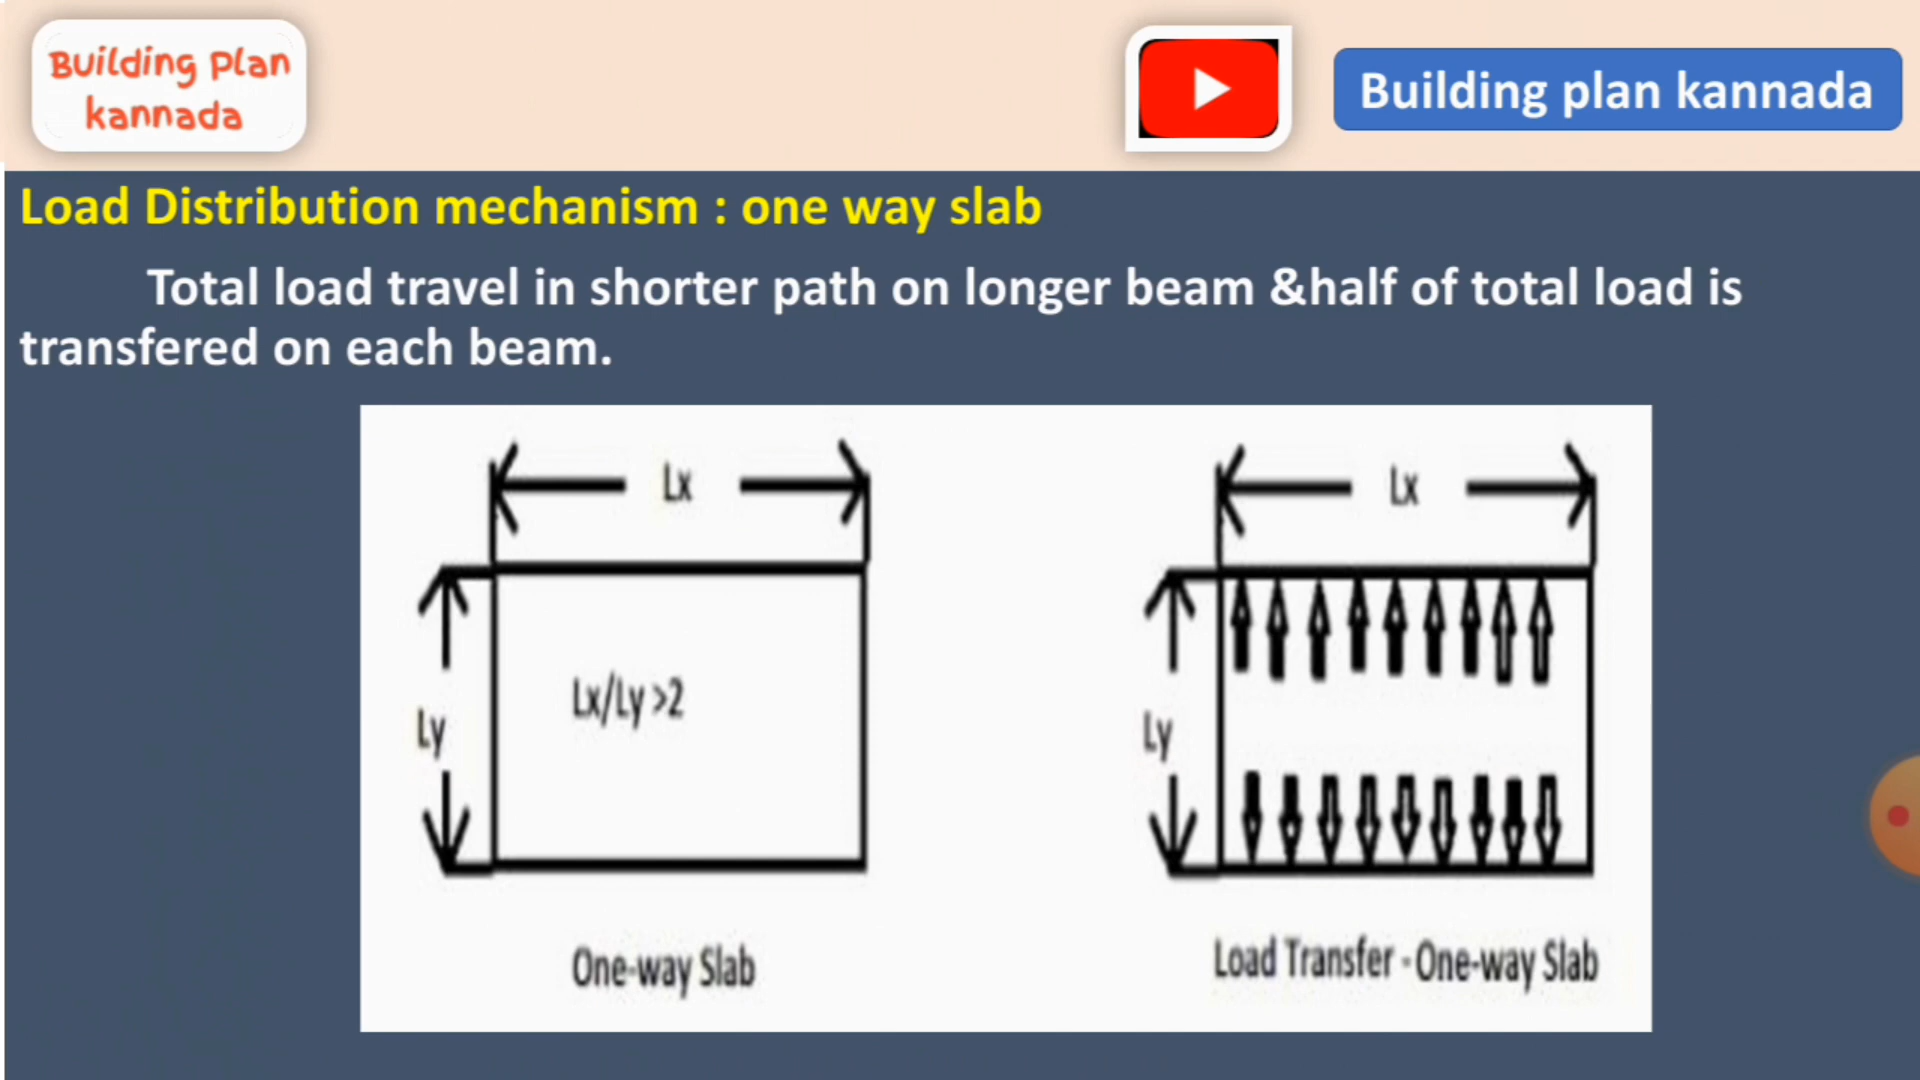 Building Plan
kannada
Building plan kannada
Load Distribution mechanism : one way slab
Total load travel in shorter path on longer beam &half of total load is
transfered on each beam.
Lx
Lx
Lx/Ly >2
Ly
Ly
One-way Slab
Load Transfer - One-way Slab